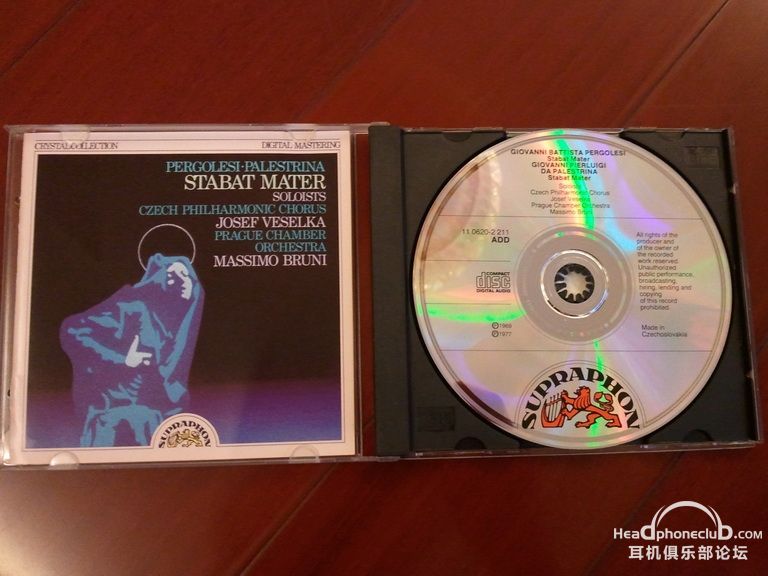 CRYSTAL COLLECTION
DIGITAL MASTERING
PERGOLESI·PALESTRINA
STABAT MATER
SOLOISTS
CZECH PHILHARMONIC CHORUS
JOSEF VESELKA
PRAGUE CHAMBER
ORCHESTRA
MASSIMO BRUNI
SUPRAPHON
GIOVANNI BATTISTA PERGOLESI
Stabat Mater
GIOVANNI PIERLUIGI
DA PALESTRINA
Stabat Mater
Soloists
Czech Philharmonic Chorus
Josef Veselka
Prague Chamber Orchestra
Massimo Bruni
11 0620-2 211
ADD
COMPACT
disc
DIGITAL AUDIO
All rights of the
producer and
of the owner of
the recorded
work reserved.
Unauthorized
public performance,
broadcasting,
hiring, lending and
copying
of this record
prohibited.
℗1969
℗1977
Made in
Czechoslovakia
SUPRAPHON
HeadphonecluD.com
耳机俱乐部论坛